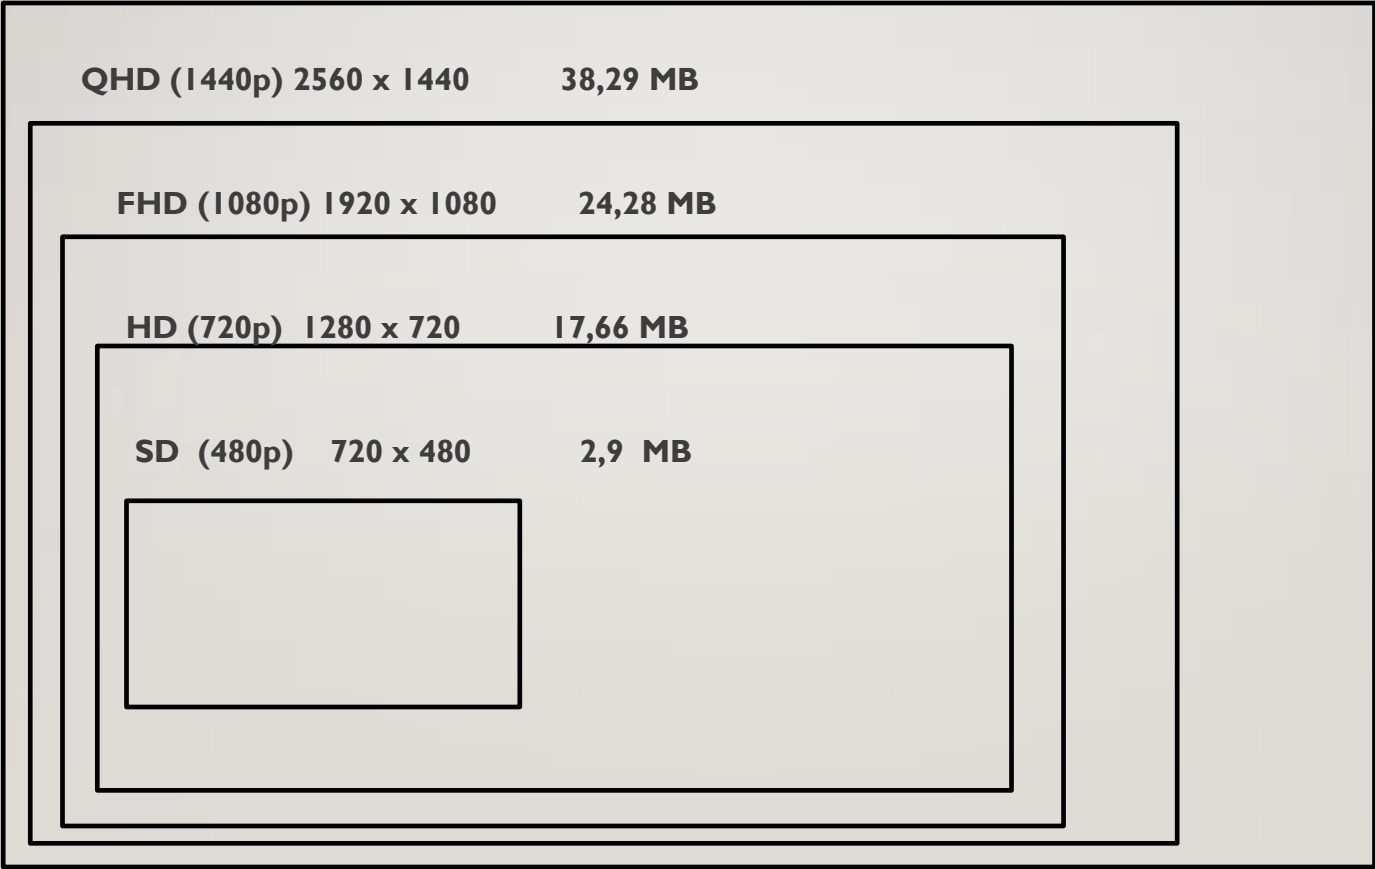 QHD (1440p) 2560 x 1440 38,29 MB
FHD (1080p) 1920 x 1080 24,28 MB
HD (720p) 1280 x 720 17,66 MB
SD (480p) 720 x 480 2,9 MB